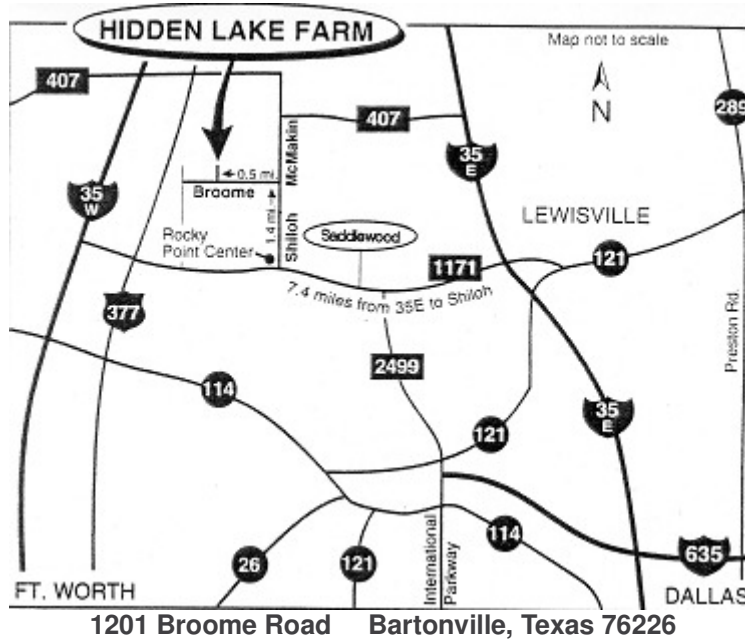 HIDDEN LAKE FARM
Map not to scale
N
407
407
289
35
W
35
E
McMakin
0.5 mi.
Broome
1.4 mi.
Shiloh
Rocky
Point Center
Saddlewood
LEWISVILLE
121
1171
7.4 miles from 35E to Shiloh
377
2499
Preston Rd.
114
121
35
E
114
635
26
121
International
Parkway
FT. WORTH
DALLAS
1201 Broome Road Bartonville, Texas 76226